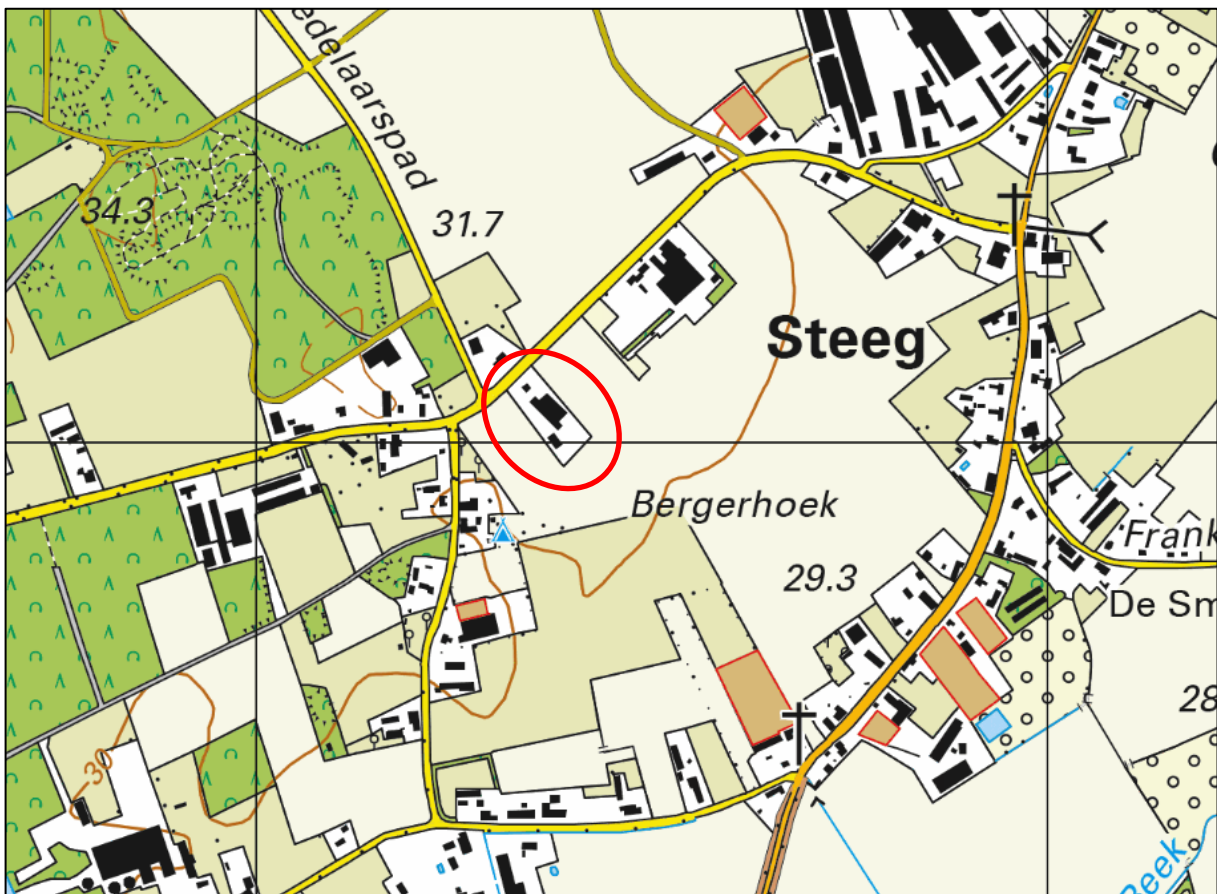 edelaarspad
34.3
31.7
Steeg
Bergerhoek
29.3
Frank
De Sm
28
30
Beek